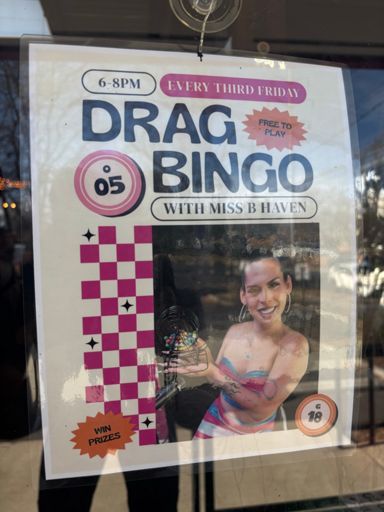 6-8PM
EVERY THIRD FRIDAY
DRAG
FREE TO
PLAY
BINGO
O
05
WITH MISS B HAVEN
WIN
PRIZES
G
18